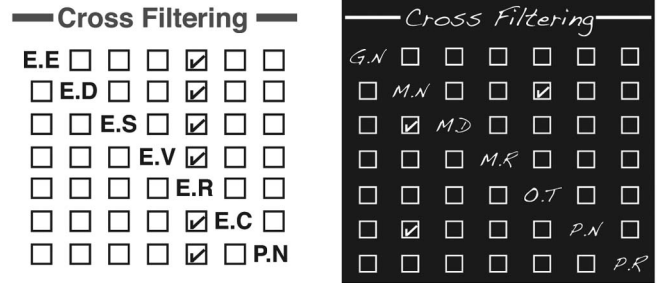 Cross Filtering
E.E
E.D
E.S
E.V
E.R
E.C
P.N
Cross Filtering
G.N
M.N
M.D
M.R
O.T
P.N
P.R